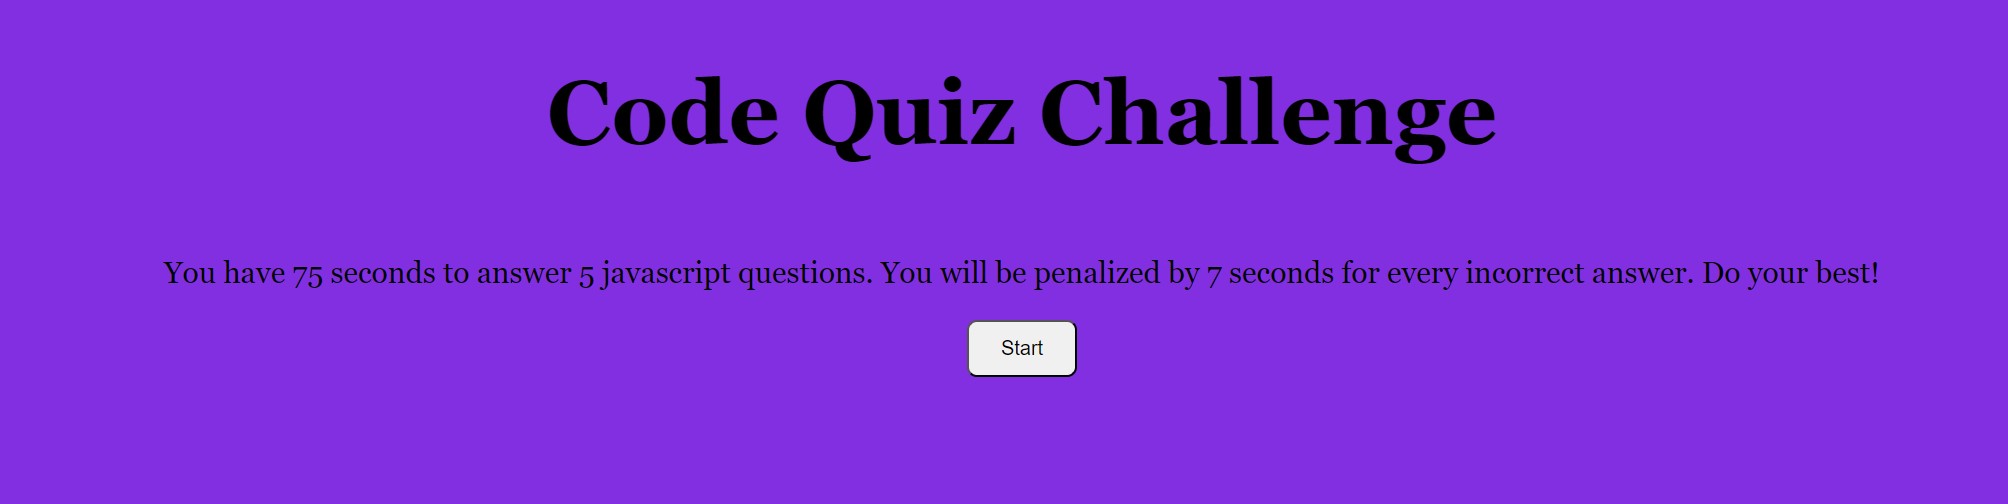 Code Quiz Challenge
You have 75 seconds to answer 5 javascript questions. You will be penalized by 7 seconds for every incorrect answer. Do your best!
Start